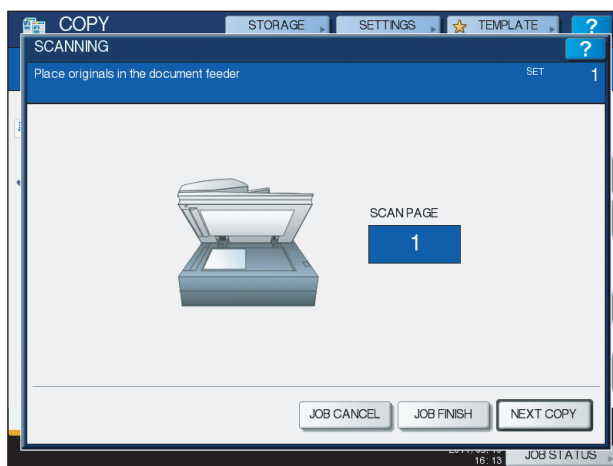 COPY
STORAGE
SETTINGS
TEMPLATE
?
SCANNING
?
Place originals in the document feeder
SET
1
SCAN PAGE
1
JOB CANCEL
JOB FINISH
NEXT COPY
16:13
JOB STATUS